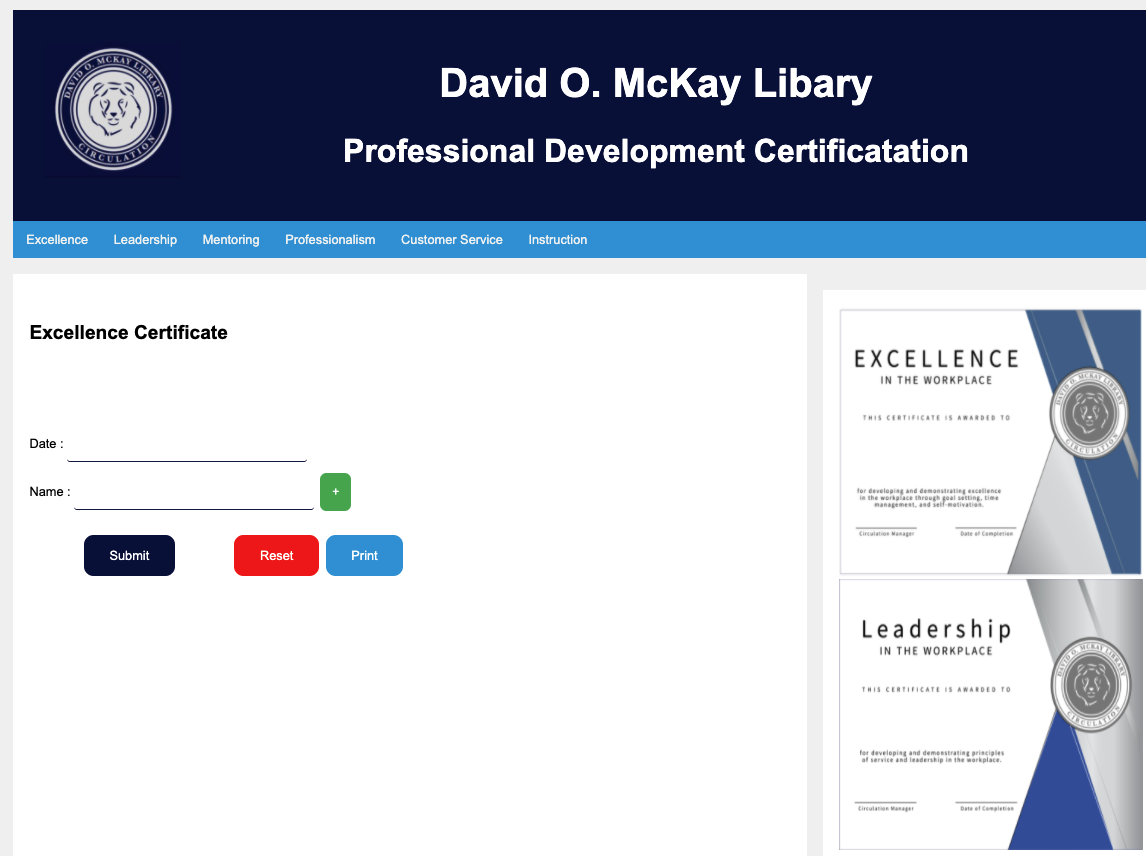 DAVID O. MCKAY LIBRARY
CIRCULATION
David O. McKay Libary
Professional Development Certificatation
Excellence Leadership Mentoring Professionalism Customer Service Instruction
Excellence Certificate
Date :
Name :
+
Submit Reset Print
EXCELLENCE
IN THE WORKPLACE
THIS CERTIFICATE IS AWARDED TO
DAVID O. MCKAY LIBRARY
CIRCULATION
for developing and demonstrating excellence
in the workplace through goal setting, time
management, and self-motivation.
Circulation Manager Date of Completion
Leadership
IN THE WORKPLACE
THIS CERTIFICATE IS AWARDED TO
DAVID O. MCKAY LIBRARY
CIRCULATION
for developing and demonstrating principles
of service and leadership in the workplace.
Circulation Manager Date of Completion